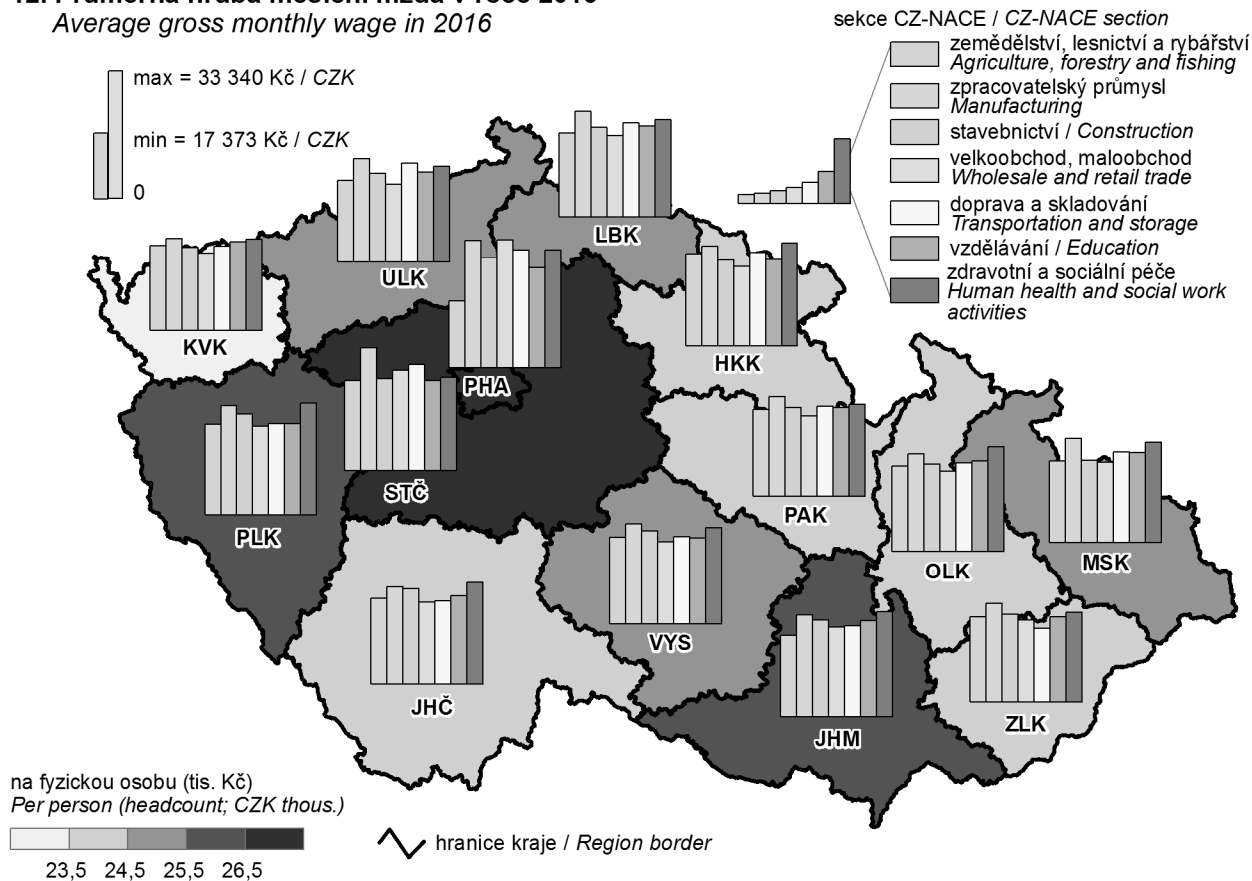 Average gross monthly wage in 2016
max = 33 340 Kč / CZK
min = 17 373 Kč / CZK
0
sekce CZ-NACE / CZ-NACE section
zemědělství, lesnictví a rybářství
Agriculture, forestry and fishing
zpracovatelský průmysl
Manufacturing
stavebnictví / Construction
velkoobchod, maloobchod
Wholesale and retail trade
doprava a skladování
Transportation and storage
vzdělávání / Education
zdravotní a sociální péče
Human health and social work
activities
LBK
ULK
KVK
HKK
PHA
STČ
PAK
PLK
OLK
MSK
VYS
JHČ
ZLK
JHM
na fyzickou osobu (tis. Kč)
Per person (headcount; CZK thous.)
23,5 24,5 25,5 26,5
hranice kraje / Region border